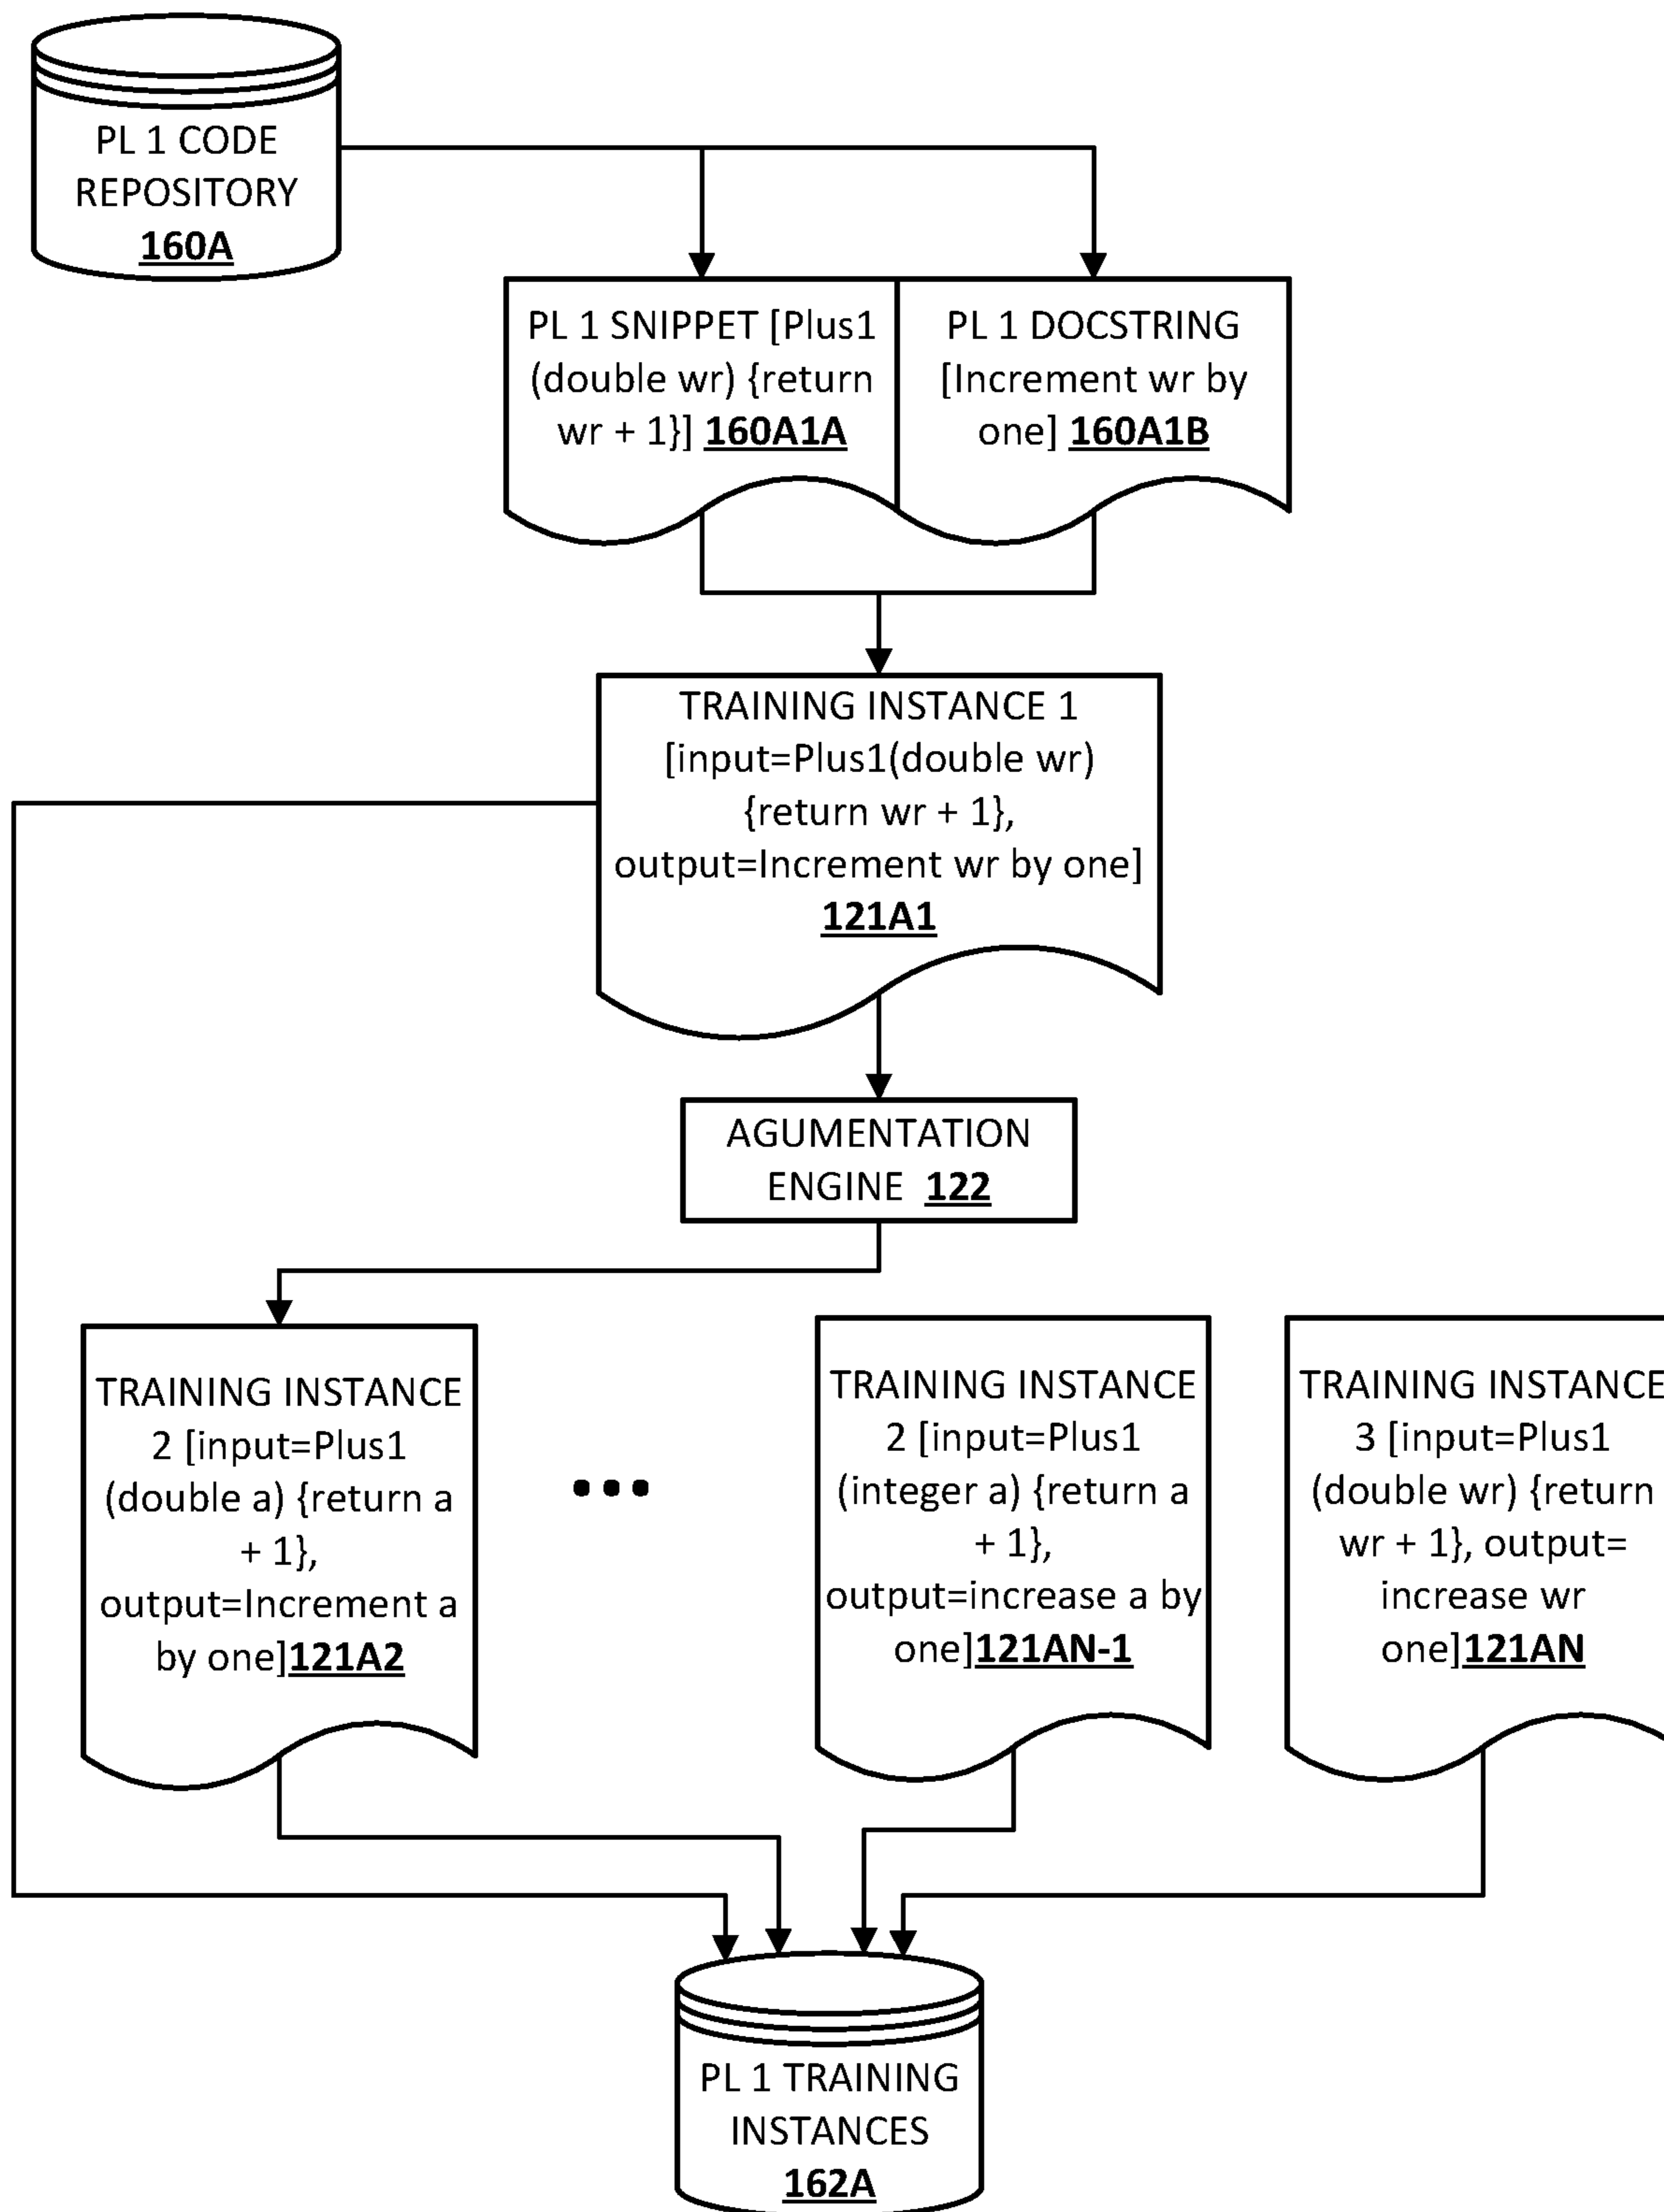 PL 1 CODE
REPOSITORY
160A
PL 1 SNIPPET [Plus1
(double wr) {return
wr + 1}] 160A1A
PL 1 DOCSTRING
[Increment wr by
one] 160A1B
TRAINING INSTANCE 1
[input=Plus1(double wr)
{return wr + 1},
output=Increment wr by one]
121A1
AGUMENTATION
ENGINE 122
TRAINING INSTANCE
2 [input=Plus1
(double a) {return a
+ 1},
output=Increment a
by one]121A2
TRAINING INSTANCE
2 [input=Plus1
(integer a) {return a
+ 1},
output=increase a by
one]121AN-1
TRAINING INSTANCE
3 [input=Plus1
(double wr) {return
wr + 1}, output=
increase wr
one]121AN
PL 1 TRAINING
INSTANCES
162A